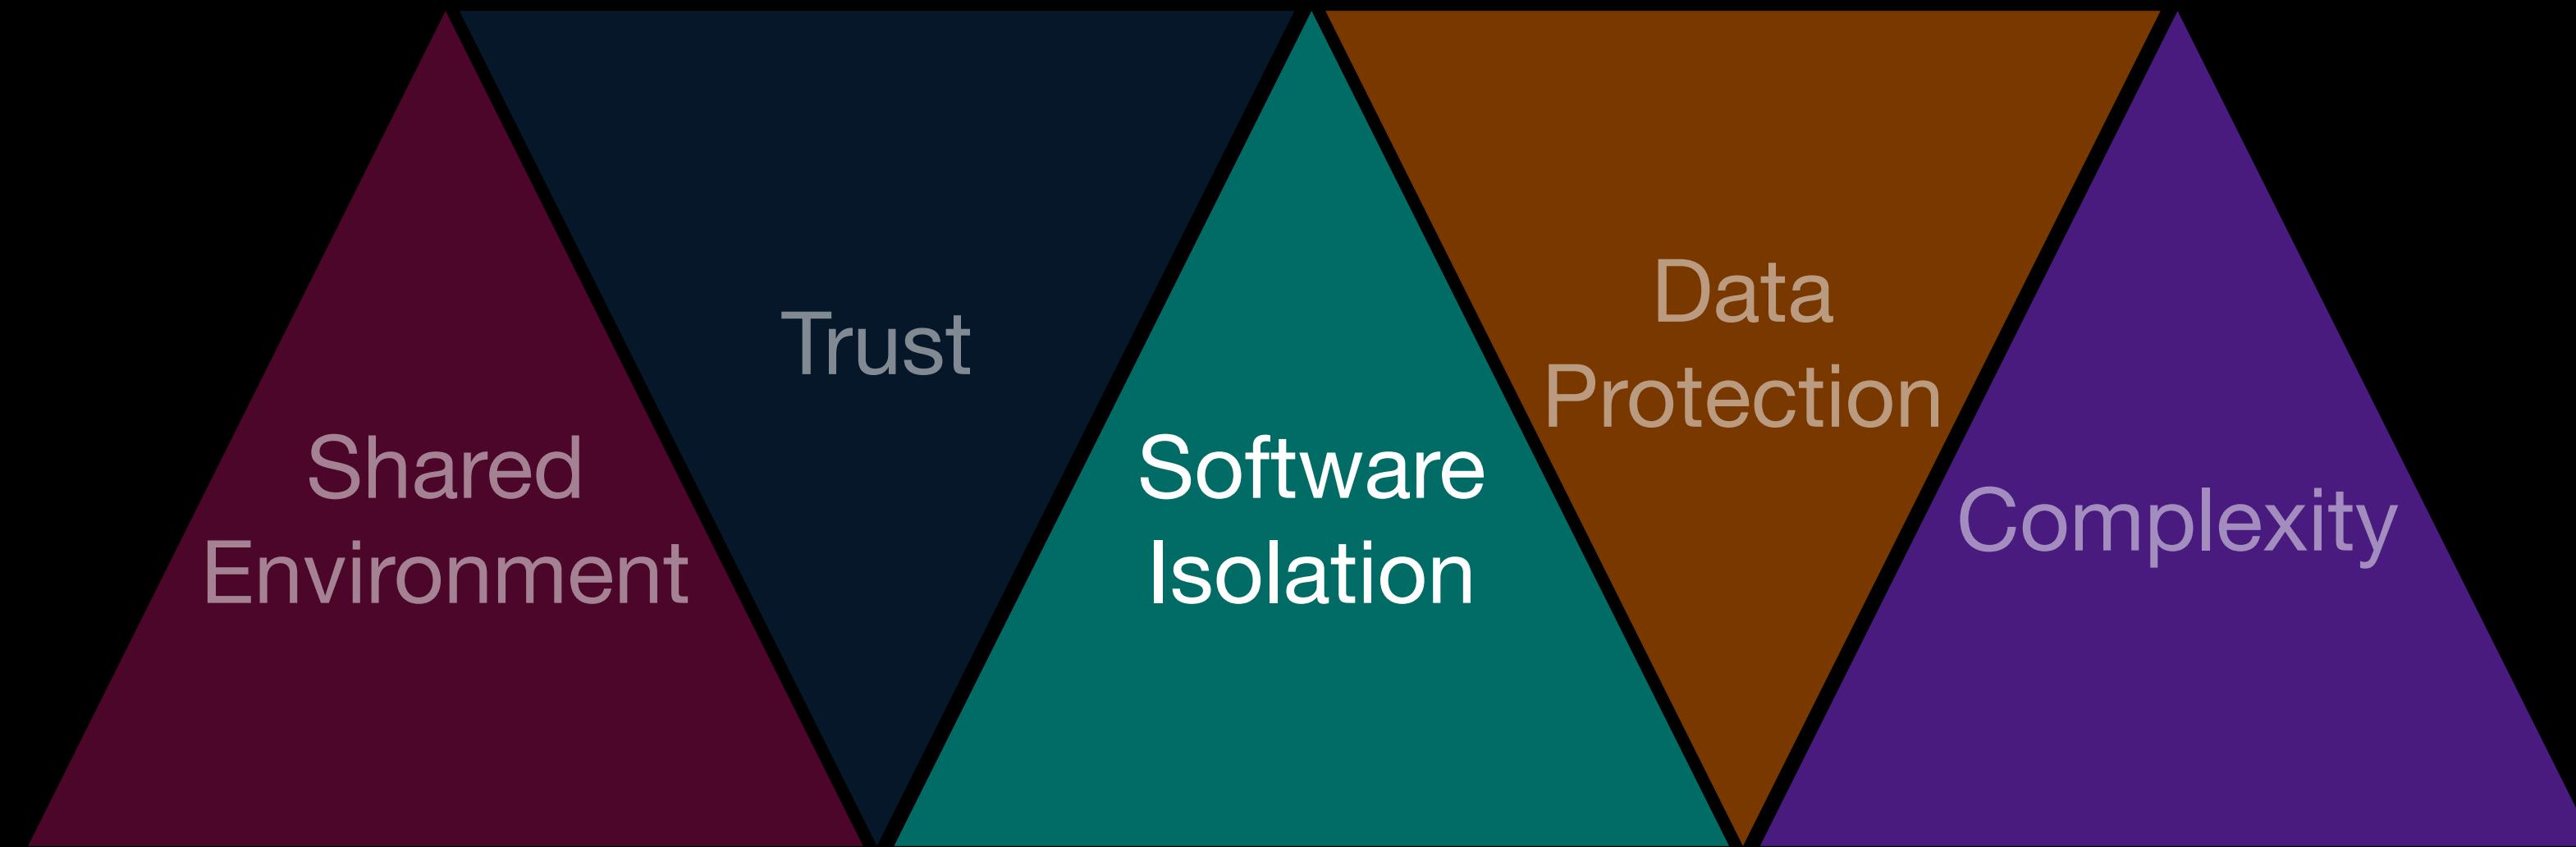 Shared
Environment
Trust
Software
Isolation
Data
Protection
Complexity